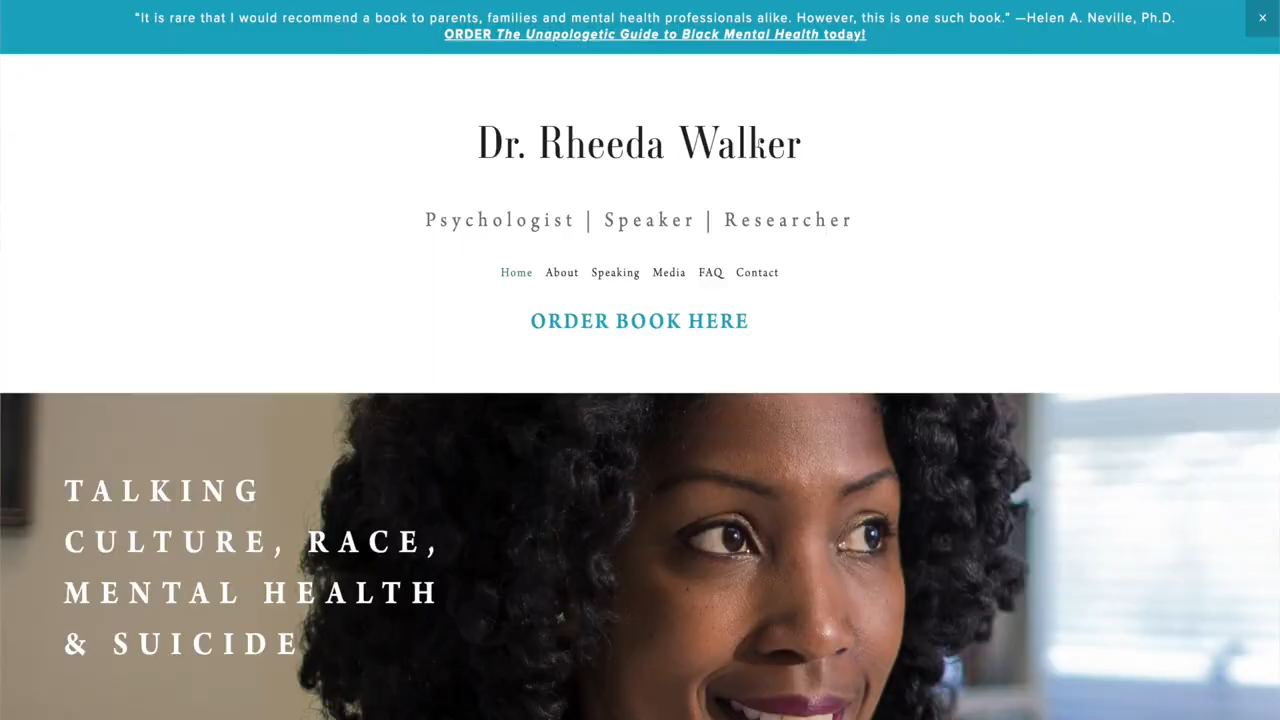 "It is rare that I would recommend a book to parents, families and mental health professionals alike. However, this is one such book." —Helen A. Neville, Ph.D.
ORDER The Unapologetic Guide to Black Mental Health today!
×
Dr. Rheeda Walker
Psychologist | Speaker | Researcher
Home About Speaking Media FAQ Contact
ORDER BOOK HERE
TALKING
CULTURE, RACE,
MENTAL HEALTH
& SUICIDE